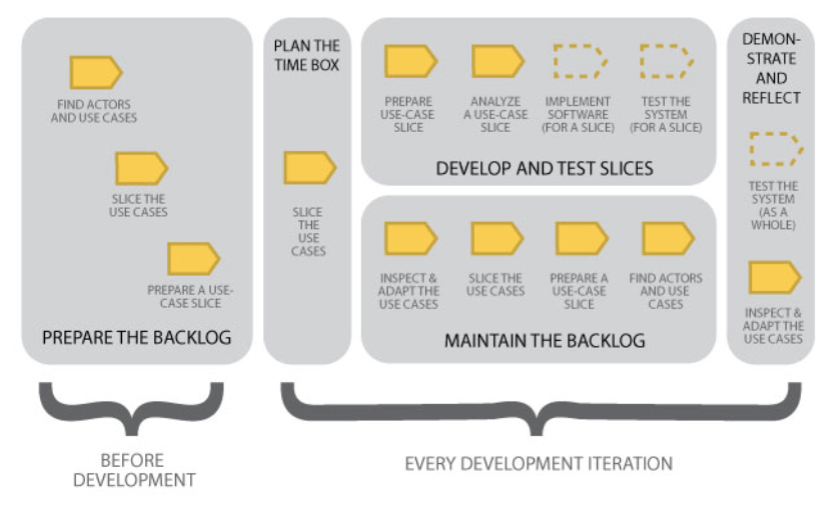 FIND ACTORS
AND USE CASES
SLICE THE
USE CASES
PREPARE A USE-
CASE SLICE
PREPARE THE BACKLOG
PLAN THE
TIME BOX
SLICE
THE
USE
CASES
PREPARE
USE-CASE
SLICE
ANALYZE
A USE-CASE
SLICE
IMPLEMENT
SOFTWARE
(FOR A SLICE)
TEST THE
SYSTEM
(FOR A SLICE)
DEVELOP AND TEST SLICES
INSPECT &
ADAPT THE
USE CASES
SLICE THE
USE CASES
PREPARE A
USE-CASE
SLICE
FIND ACTORS
AND USE
CASES
MAINTAIN THE BACKLOG
DEMON-
STRATE
AND
REFLECT
TEST THE
SYSTEM
(AS A
WHOLE)
INSPECT &
ADAPT THE
USE CASES
BEFORE
DEVELOPMENT
EVERY DEVELOPMENT ITERATION